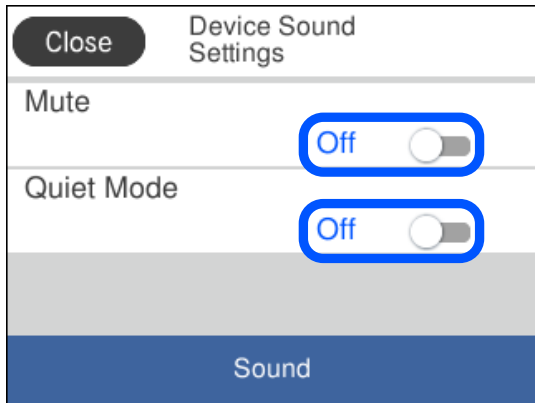 Close
Device Sound
Settings
Mute
Off
Quiet Mode
Off
Sound